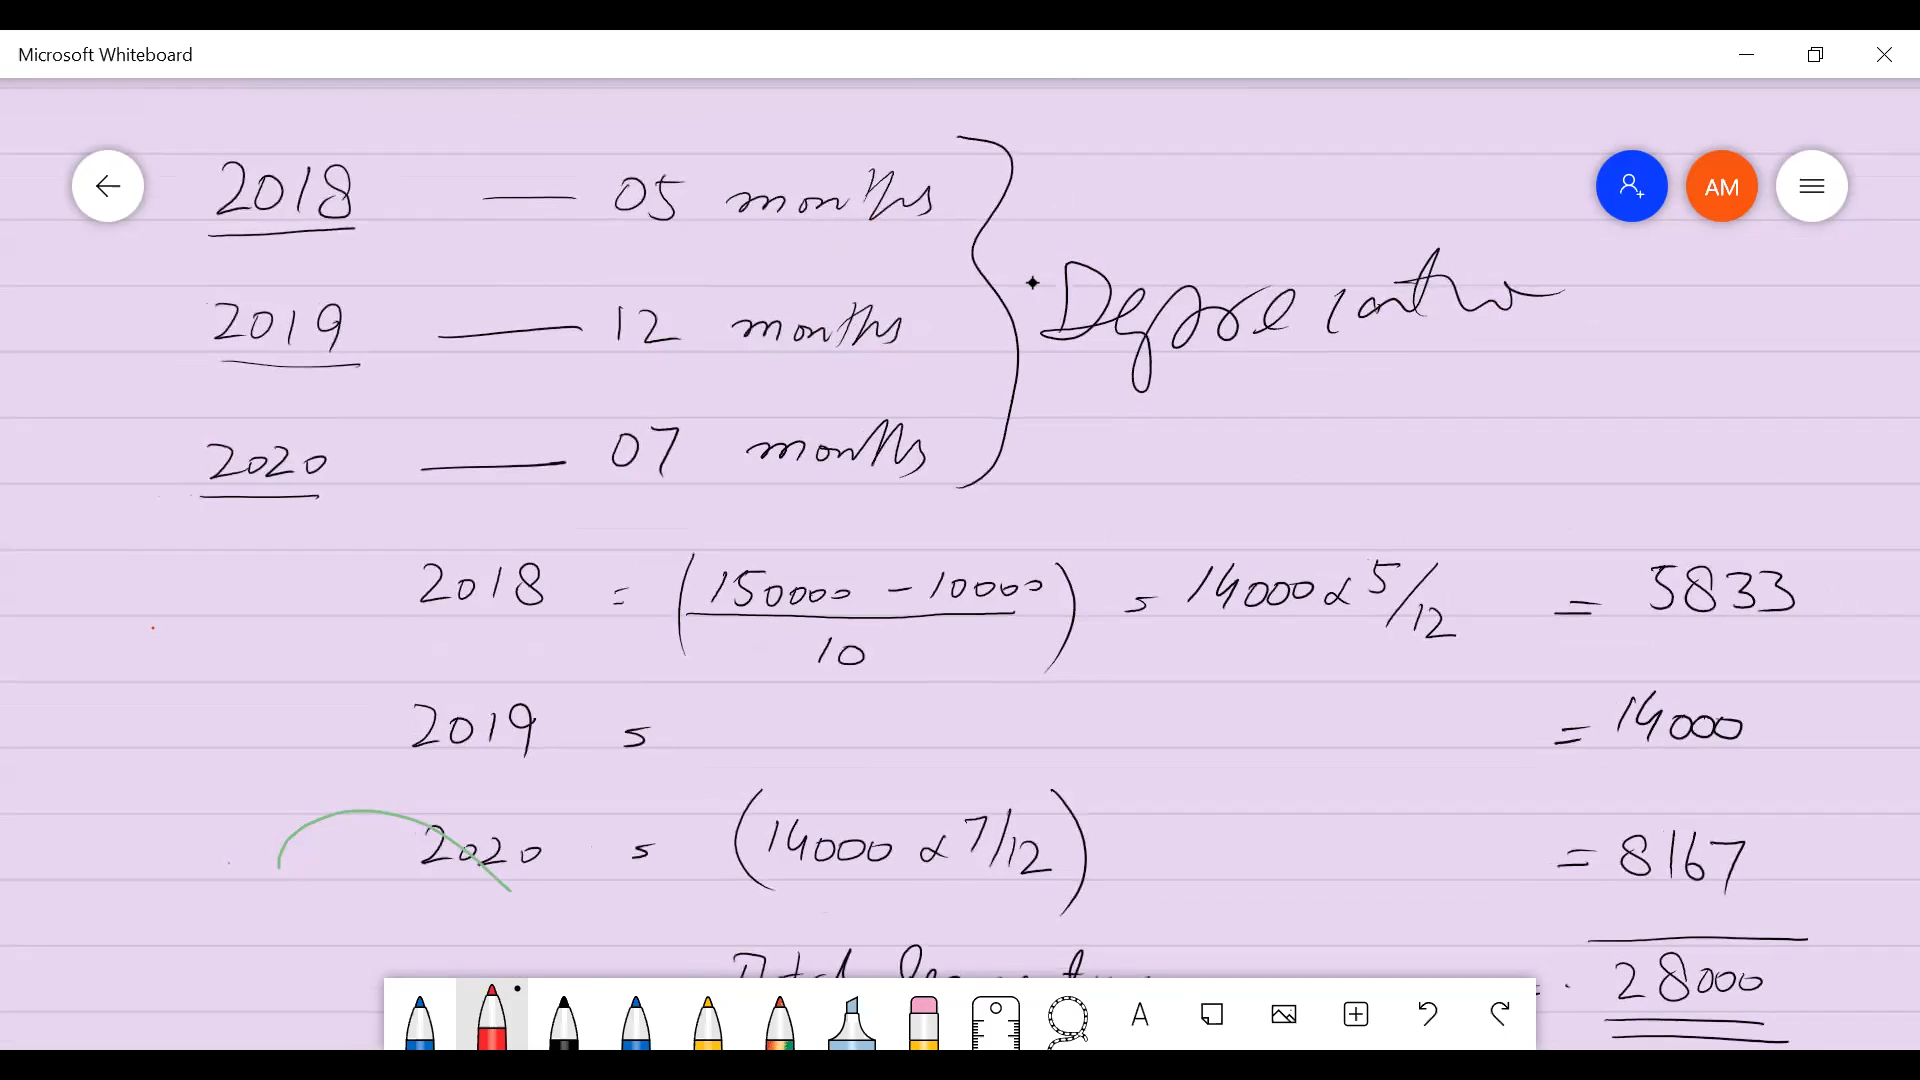 Microsoft Whiteboard
AM
2018 — 05 months
2019 — 12 months
2020 — 07 months
Depreciation
2018 = (150000 - 10000 / 10) = 14000 x 5/12 = 5833
2019 = = 14000
2020 = (14000 x 7/12) = 8167
28000
A